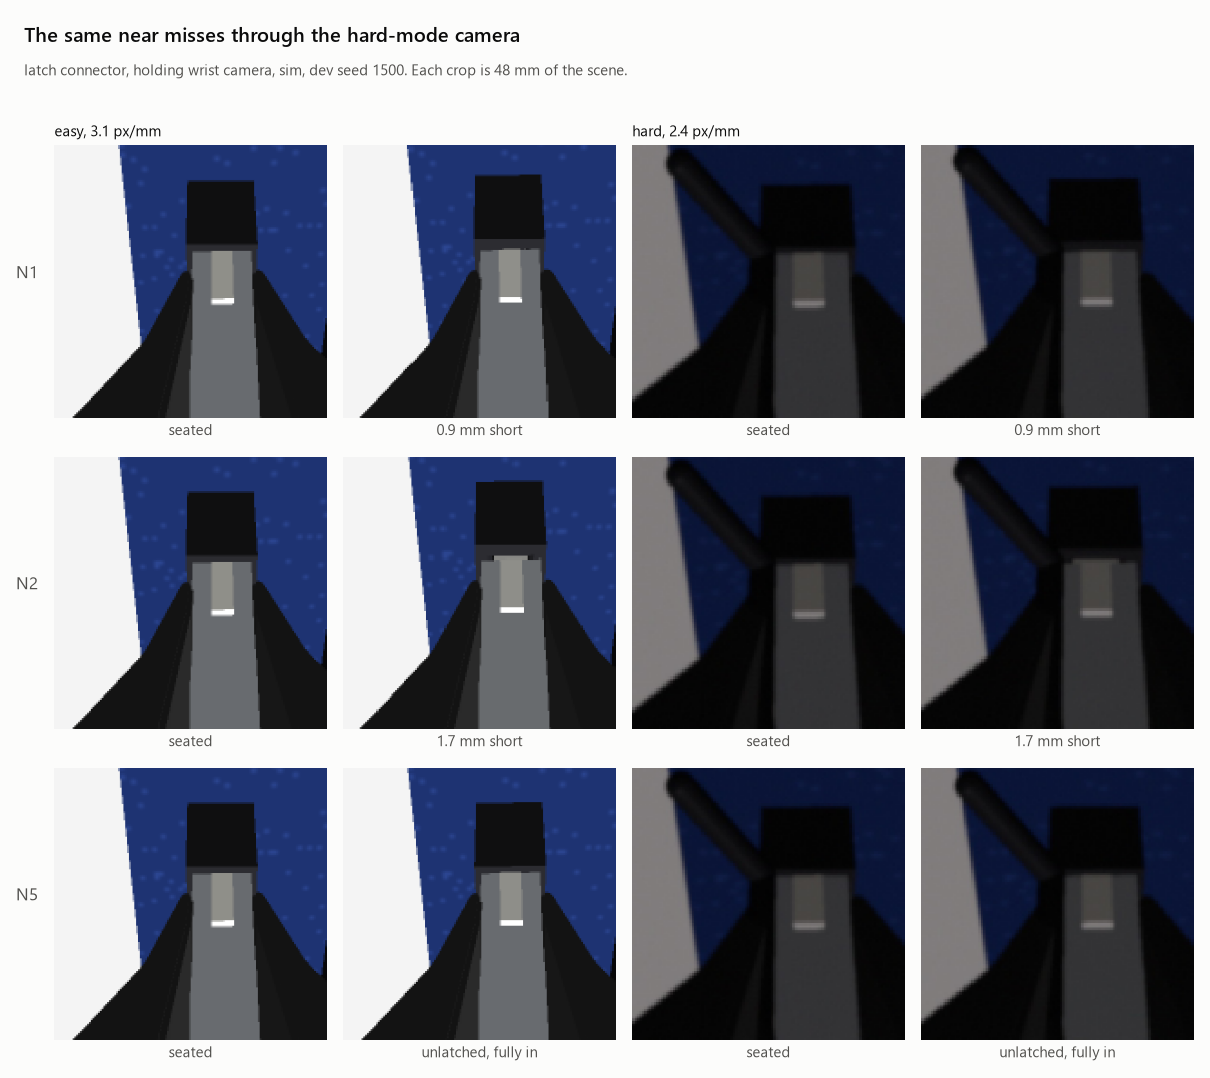 The same near misses through the hard-mode camera
latch connector, holding wrist camera, sim, dev seed 1500. Each crop is 48 mm of the scene.
easy, 3.1 px/mm
hard, 2.4 px/mm
N1
seated
0.9 mm short
seated
0.9 mm short
N2
seated
1.7 mm short
seated
1.7 mm short
N5
seated
unlatched, fully in
seated
unlatched, fully in